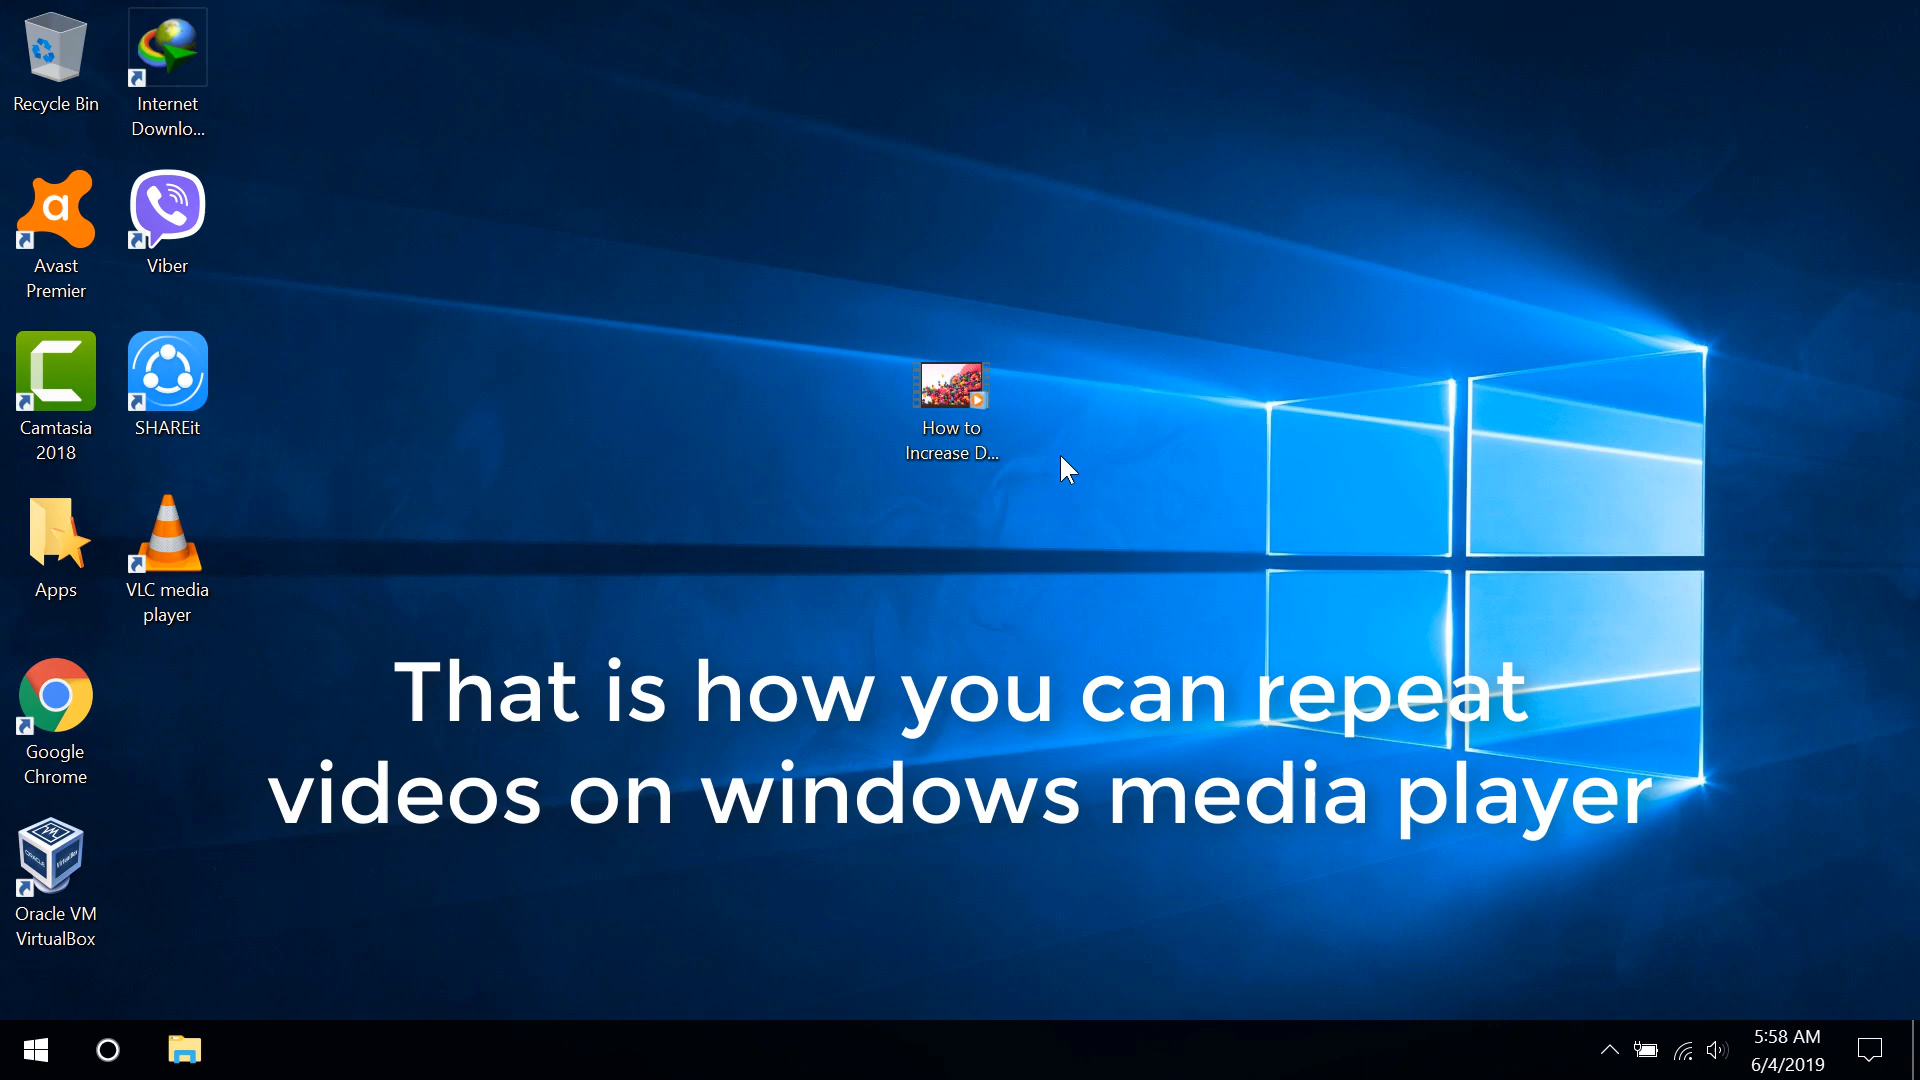 Recycle Bin
Internet
Downlo...
Avast
Premier
Viber
Camtasia
2018
SHAREit
How to
Increase D...
Apps
VLC media
player
Google
Chrome
Oracle VM
VirtualBox
That is how you can repeat
videos on windows media player
5:58 AM
6/4/2019